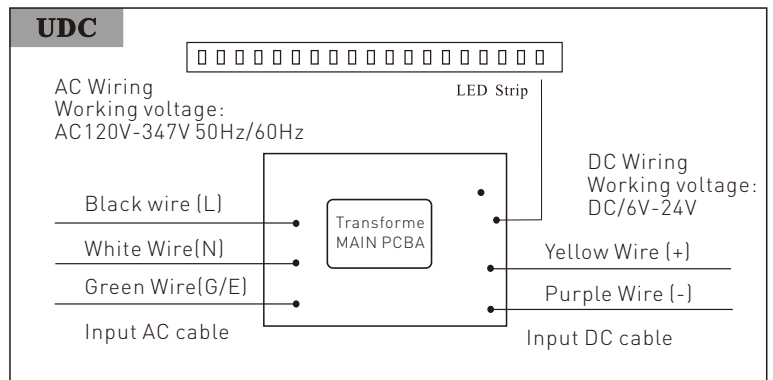 UDC
LED Strip
AC Wiring
Working voltage:
AC120V-347V 50Hz/60Hz
DC Wiring
Working voltage:
DC/6V-24V
Black wire (L)
White Wire(N)
Green Wire(G/E)
Input AC cable
Transforme
MAIN PCBA
Yellow Wire (+)
Purple Wire (-)
Input DC cable